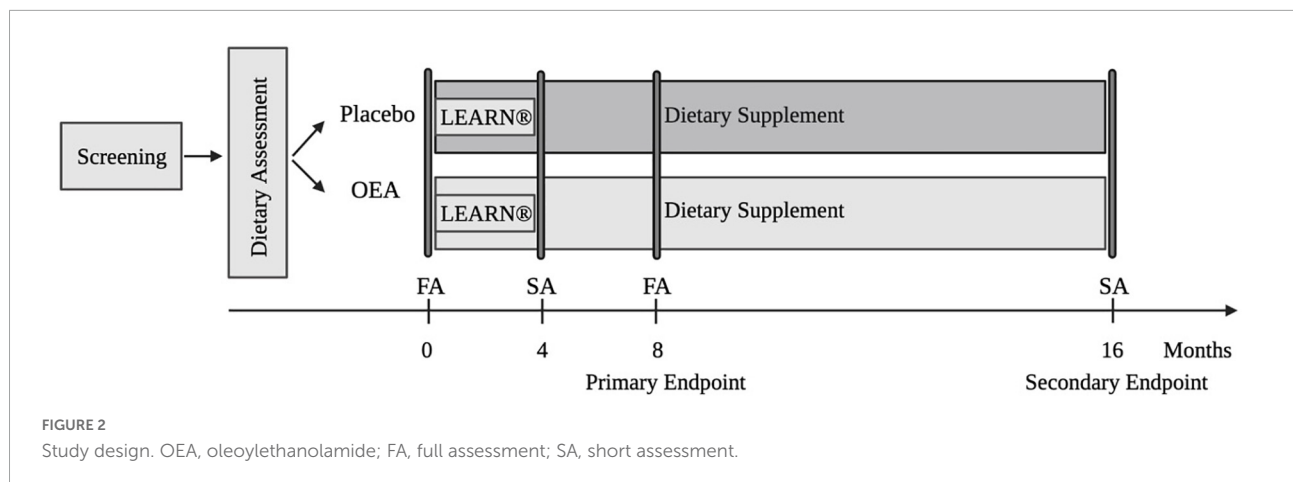 Screening
Dietary Assessment
Placebo
OEA
LEARN®
Dietary Supplement
LEARN®
Dietary Supplement
FA
SA
FA
SA
0
4
8
16
Months
Primary Endpoint
Secondary Endpoint
FIGURE 2
Study design. OEA, oleoylethanolamide; FA, full assessment; SA, short assessment.